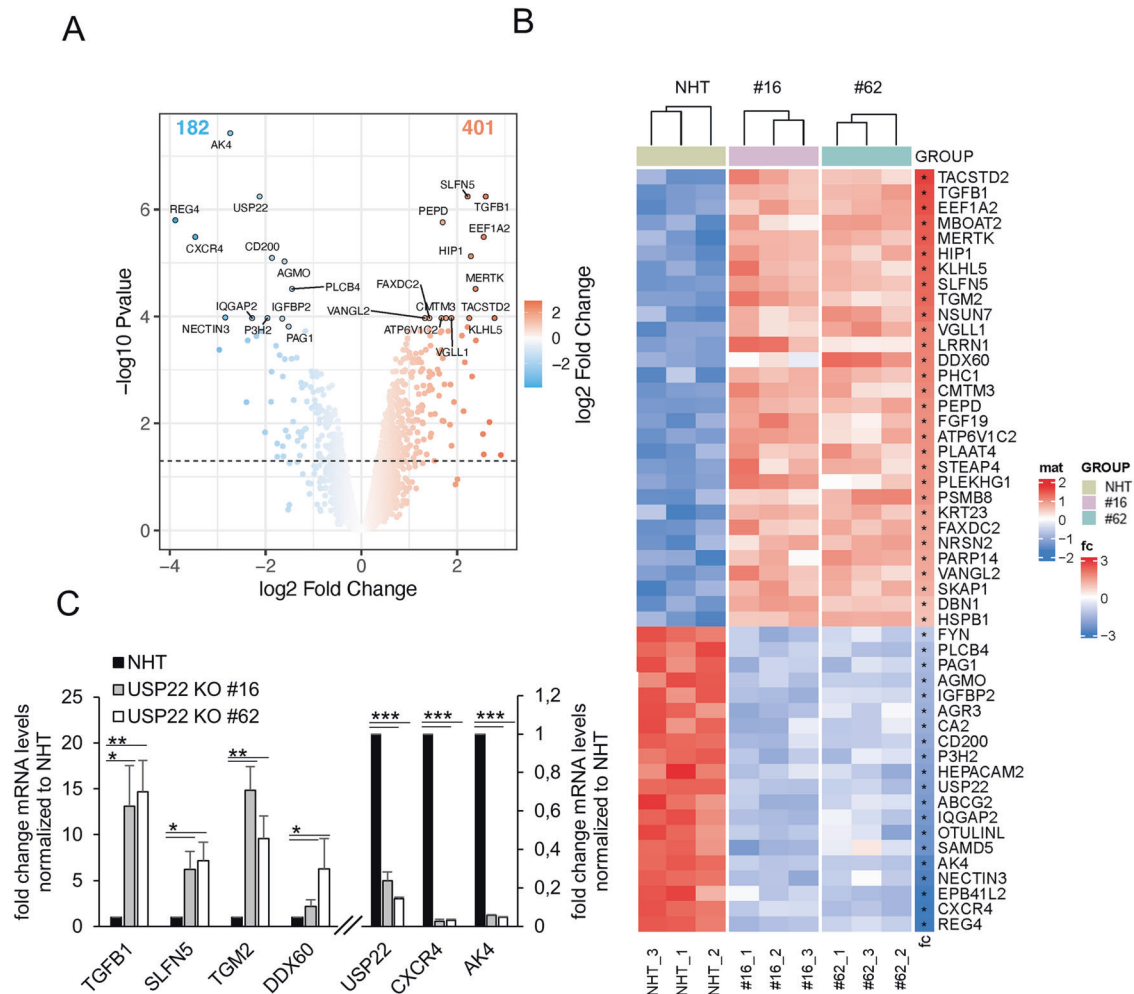 A
B
182
401
AK4
SLFN5
USP22
TGFB1
PEPD
REG4
EEF1A2
CXCR4
CD200
HIP1
AGMO
FAXDC2
MERTK
PLCB4
IQGAP2
IGFBP2
VANGL2
CMTM3
TACSTD2
NECTIN3
P3H2
PAG1
ATP6V1C2
KLHL5
VGLL1
6
4
2
0
-log10 Pvalue
−4
−2
0
2
log2 Fold Change
2
0
−2
log2 Fold Change
NHT
#16
#62
GROUP
TACSTD2
TGFB1
EEF1A2
MBOAT2
MERTK
HIP1
KLHL5
SLFN5
TGM2
NSUN7
VGLL1
LRRN1
DDX60
PHC1
CMTM3
PEPD
FGF19
ATP6V1C2
PLAAT4
STEAP4
PLEKHG1
PSMB8
KRT23
FAXDC2
NRSN2
PARP14
VANGL2
SKAP1
DBN1
HSPB1
FYN
PLCB4
PAG1
AGMO
IGFBP2
AGR3
CA2
CD200
P3H2
HEPACAM2
USP22
ABCG2
IQGAP2
OTULINL
SAMD5
AK4
NECTIN3
EPB41L2
CXCR4
REG4
fc
NHT_3
NHT_1
NHT_2
#16_1
#16_2
#16_3
#62_1
#62_3
#62_2
mat
2
1
0
−1
−2
GROUP
NHT
#16
#62
fc
3
0
−3
C
NHT
USP22 KO #16
USP22 KO #62
fold change mRNA levels
normalized to NHT
25
20
15
10
5
0
**
*
*
**
*
***
***
***
1,2
1
0,8
0,6
0,4
0,2
0
fold change mRNA levels
normalized to NHT
TGFB1
SLFN5
TGM2
DDX60
USP22
CXCR4
AK4